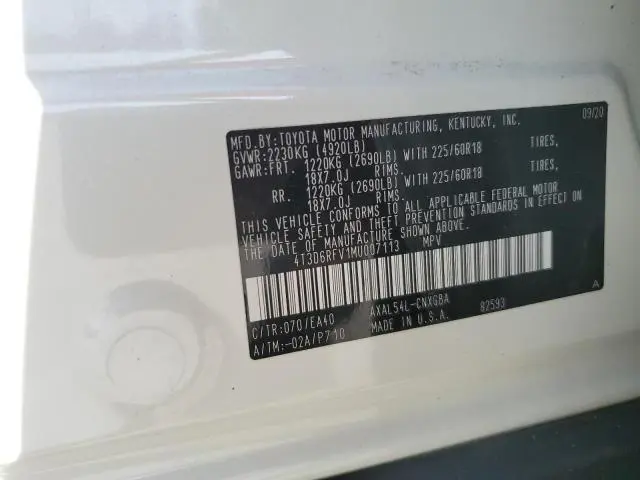 MFD.BY:TOYOTA MOTOR MANUFACTURING, KENTUCKY, INC. 09/20
GVWR:2230KG (4920LB)
GAWR:FRT. 1220KG (2690LB) WITH 225/60R18 TIRES,
18X7.0J RIMS.
RR. 1220KG (2690LB) WITH 225/60R18 TIRES,
18X7.0J RIMS.
THIS VEHICLE CONFORMS TO ALL APPLICABLE FEDERAL MOTOR
VEHICLE SAFETY AND THEFT PREVENTION STANDARDS IN EFFECT ON
THE DATE OF MANUFACTURE SHOWN ABOVE.
4T3D6RFV1MU007113 MPV
C/TR:070/EA40 AXAL54L-CNXGBA A
A/TM:-02A/P710 MADE IN U.S.A. 82593